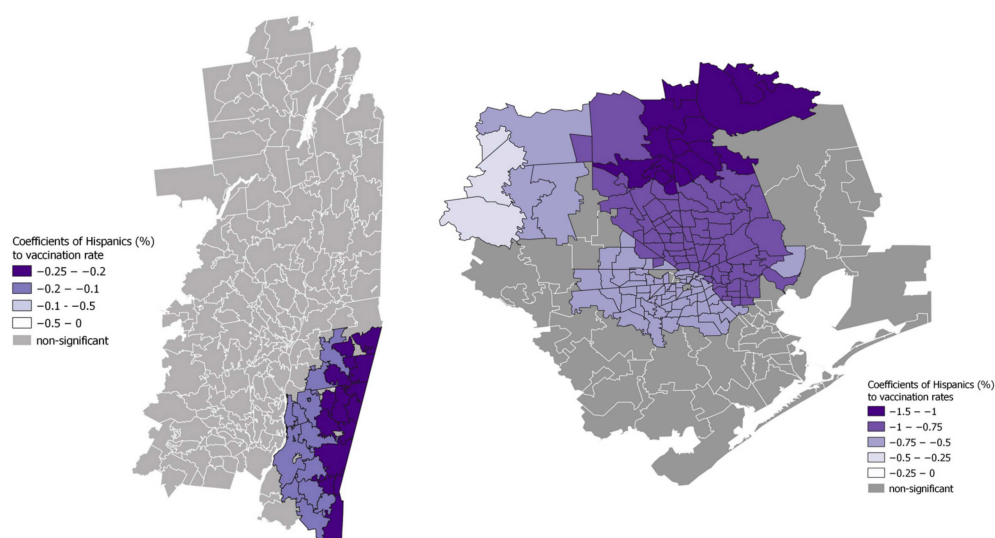 Coefficients of Hispanics (%)
to vaccination rate
−0.25 – −0.2
−0.2 – −0.1
−0.1 - −0.5
−0.5 – 0
non-significant
Coefficients of Hispanics (%)
to vaccination rates
−1.5 – −1
−1 – −0.75
−0.75 – −0.5
−0.5 – −0.25
−0.25 – 0
non-significant